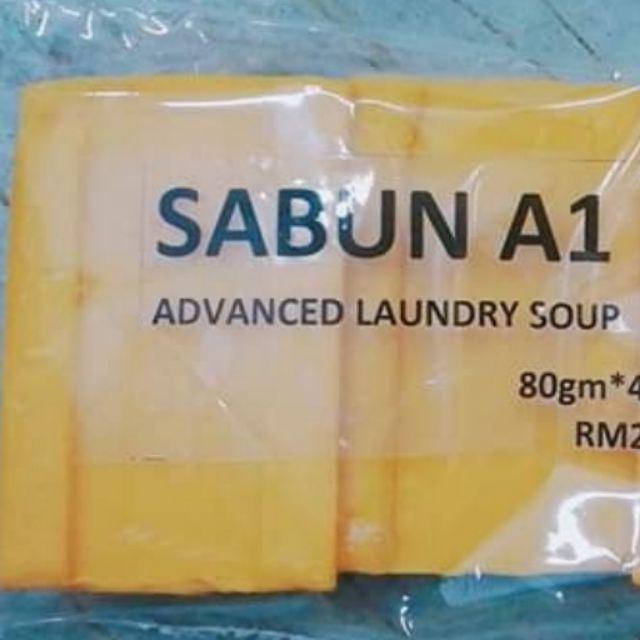 SABUN A1
ADVANCED LAUNDRY SOUP
80gm*4
RM2